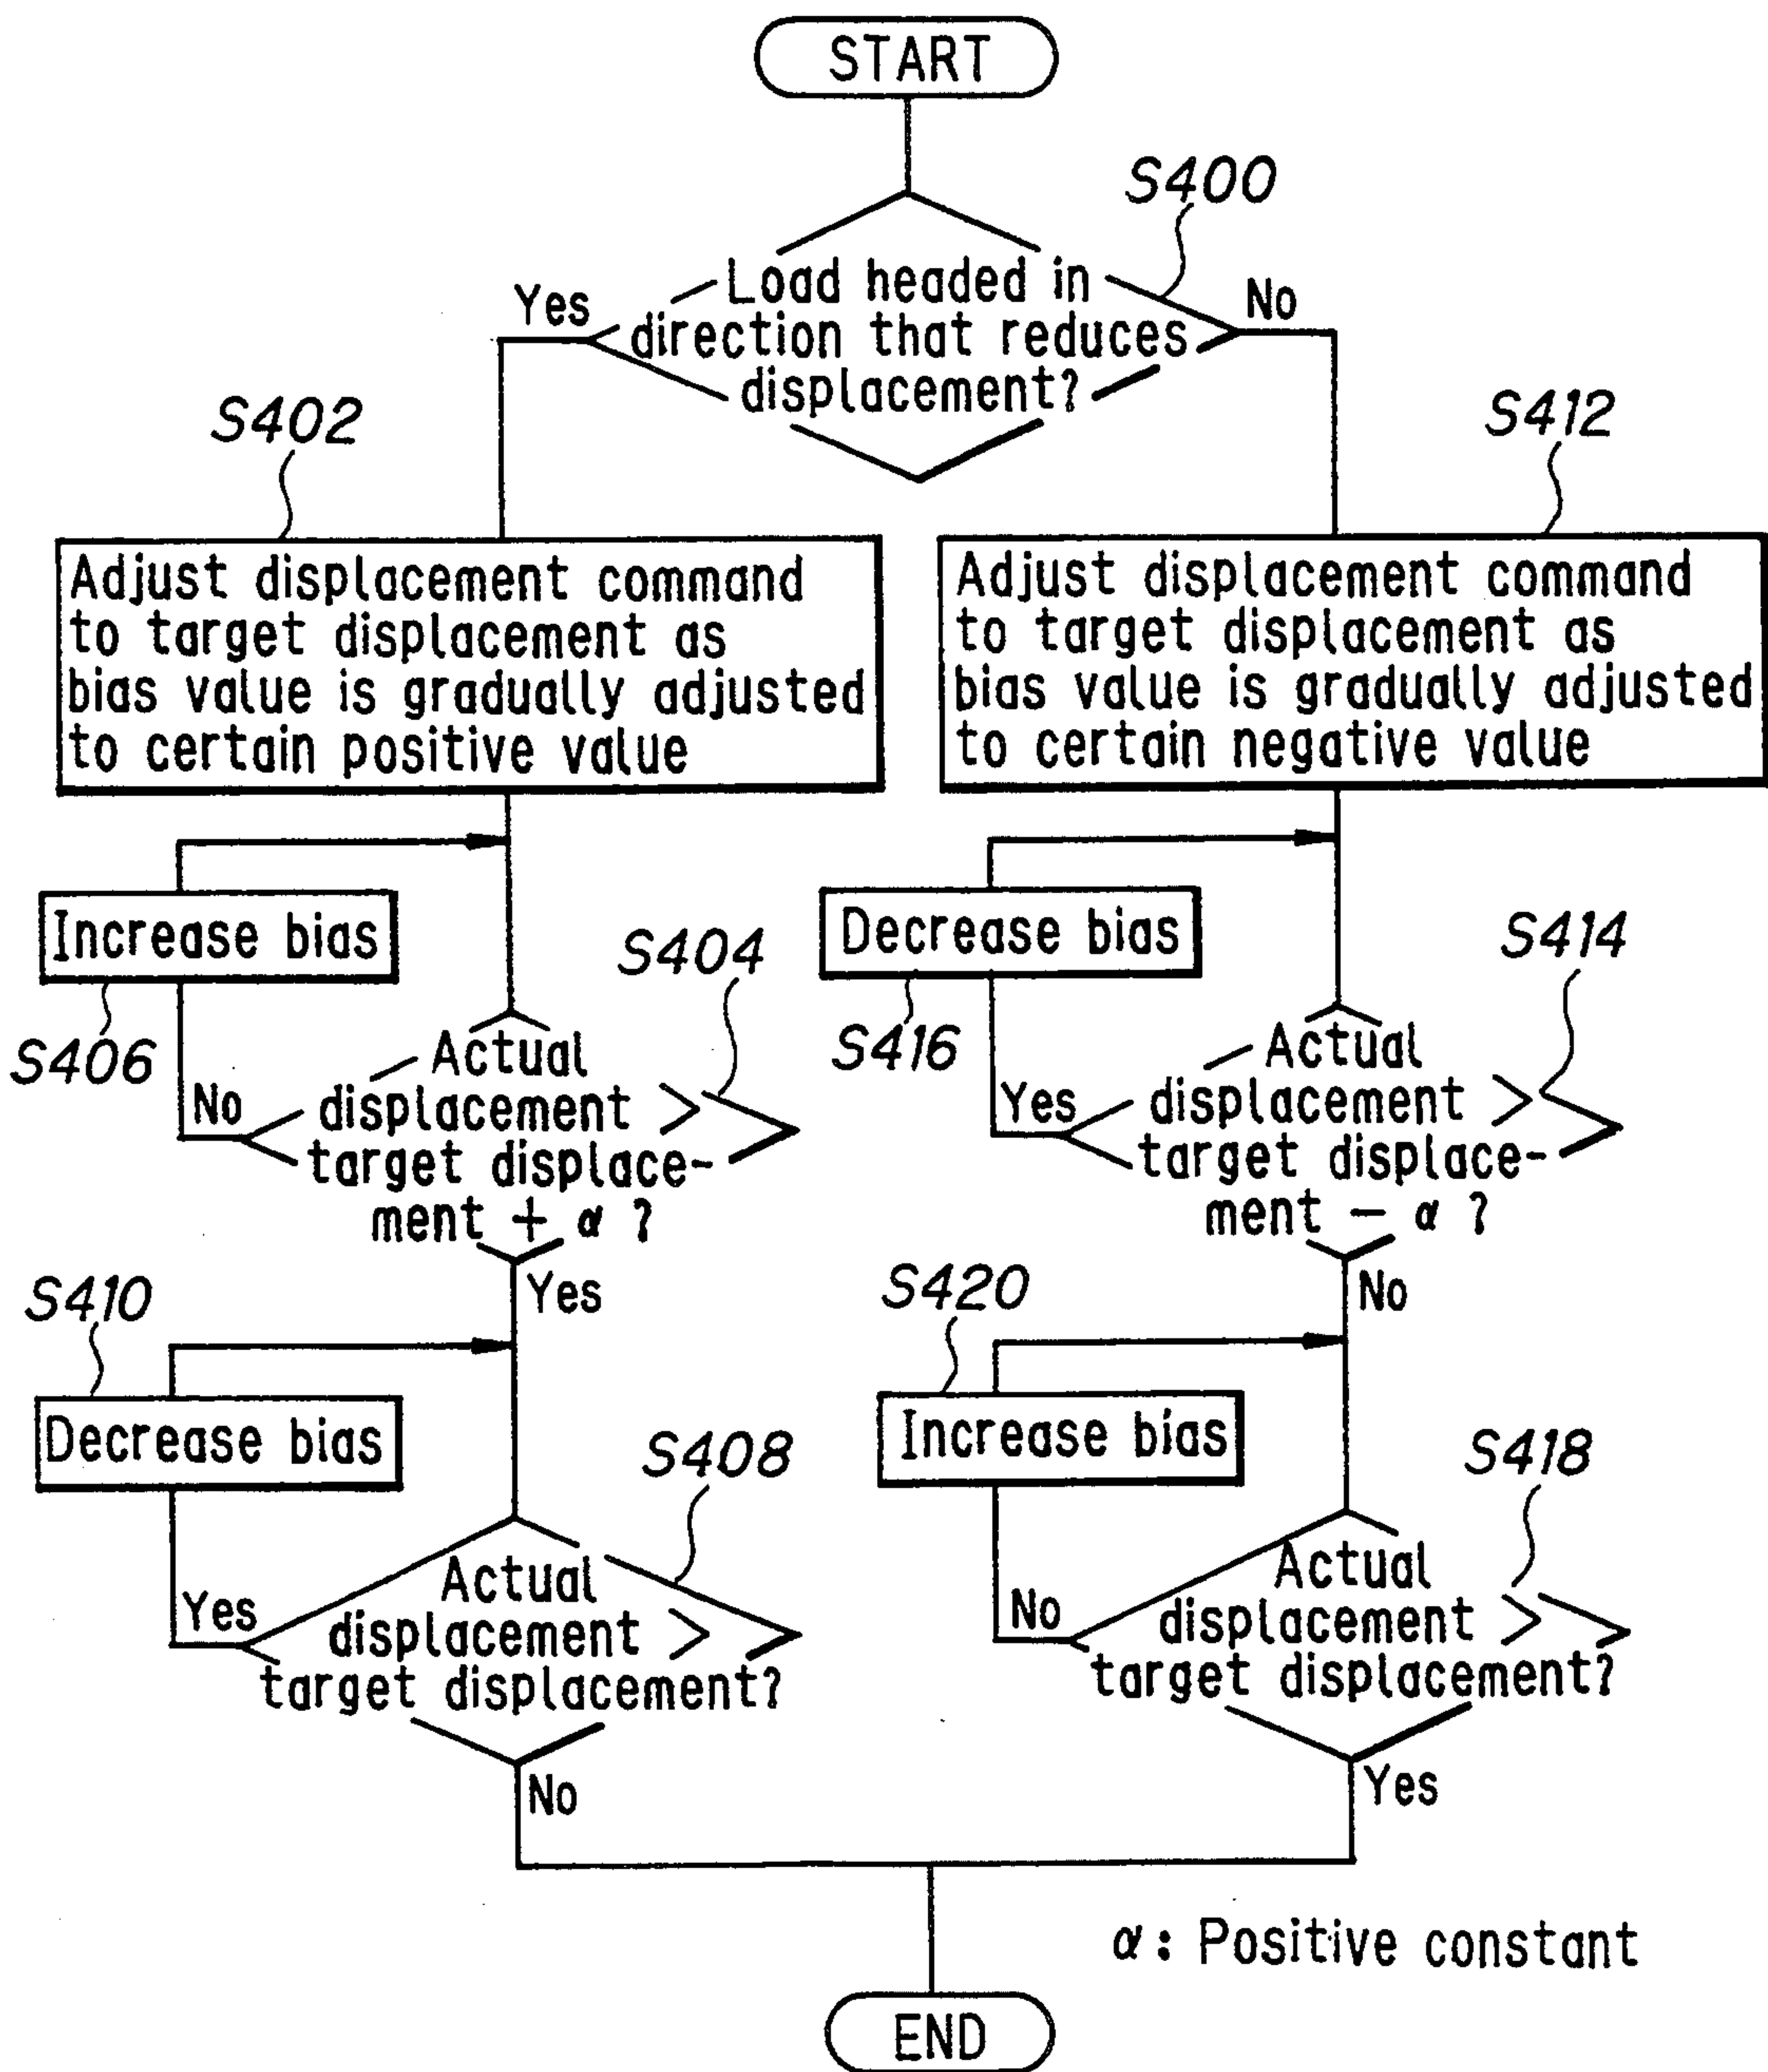 START
S400
Load headed in
direction that reduces
displacement?
Yes
No
S402
Adjust displacement command
to target displacement as
bias value is gradually adjusted
to certain positive value
S412
Adjust displacement command
to target displacement as
bias value is gradually adjusted
to certain negative value
Increase bias
S406
S404
Actual
displacement >
target displace-
ment + α ?
No
Yes
Decrease bias
S416
S414
Actual
displacement >
target displace-
ment − α ?
Yes
No
S410
Decrease bias
S408
Actual
displacement >
target displacement?
Yes
No
S420
Increase bias
S418
Actual
displacement >
target displacement?
No
Yes
α : Positive constant
END